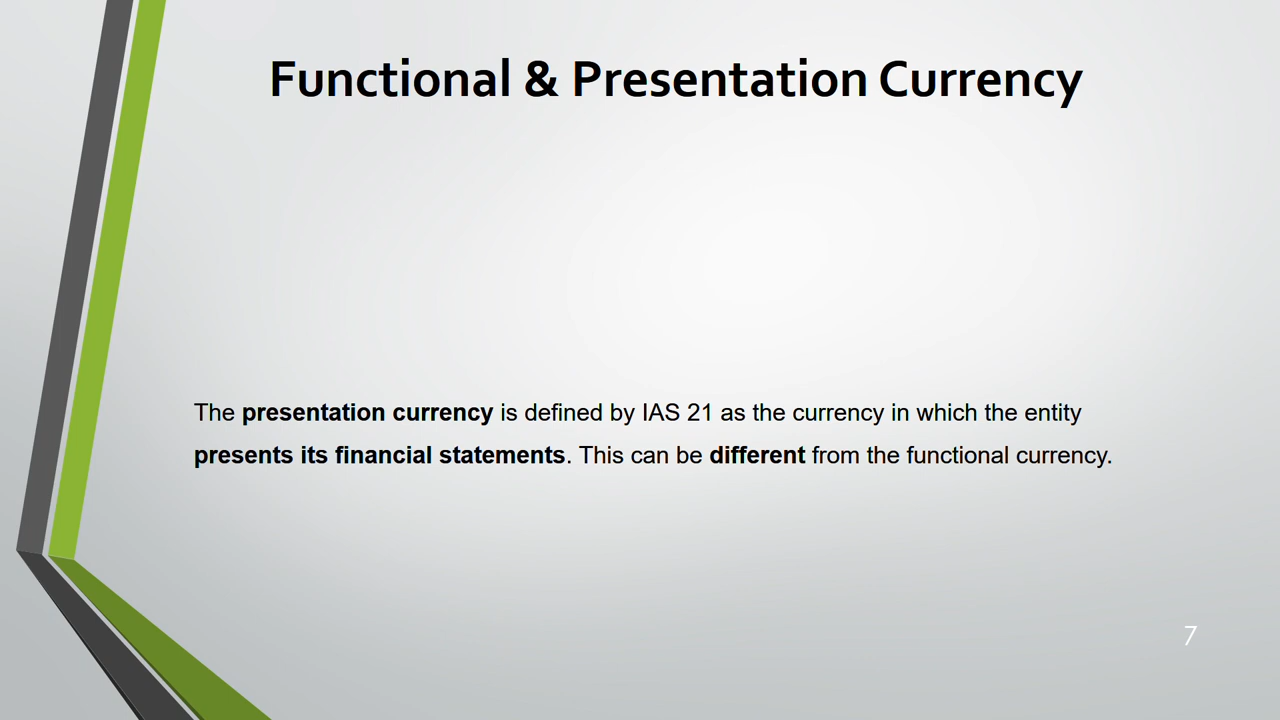 Functional & Presentation Currency
The presentation currency is defined by IAS 21 as the currency in which the entity
presents its financial statements. This can be different from the functional currency.
7